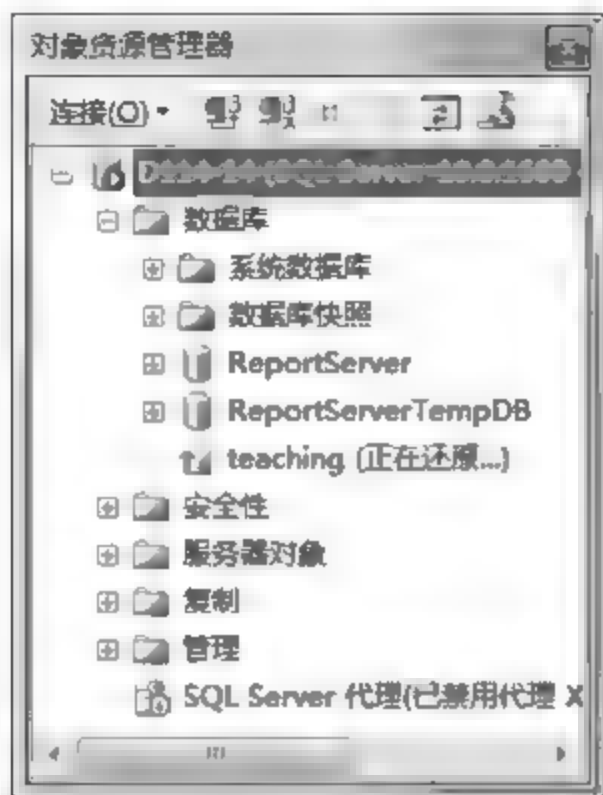 对象资源管理器
连接(O)
(SQL Server
数据库
系统数据库
数据库快照
ReportServer
ReportServerTempDB
teaching (正在还原...)
安全性
服务器对象
复制
管理
SQL Server 代理(已禁用代理 X